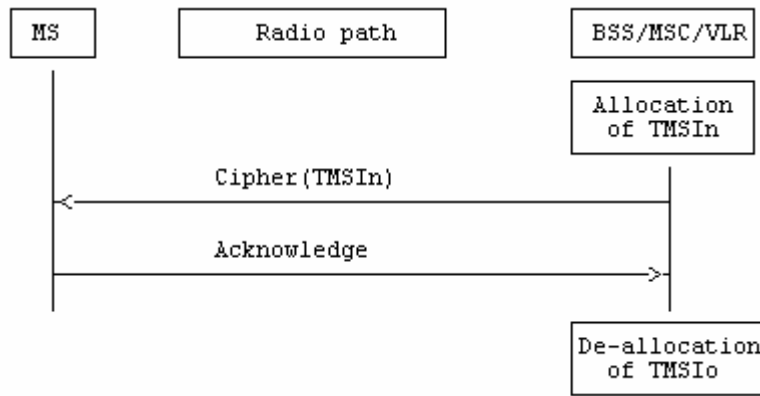 MS
Radio path
BSS/MSC/VLR
Allocation
of TMSIn
Cipher(TMSIn)
Acknowledge
De-allocation
of TMSIo